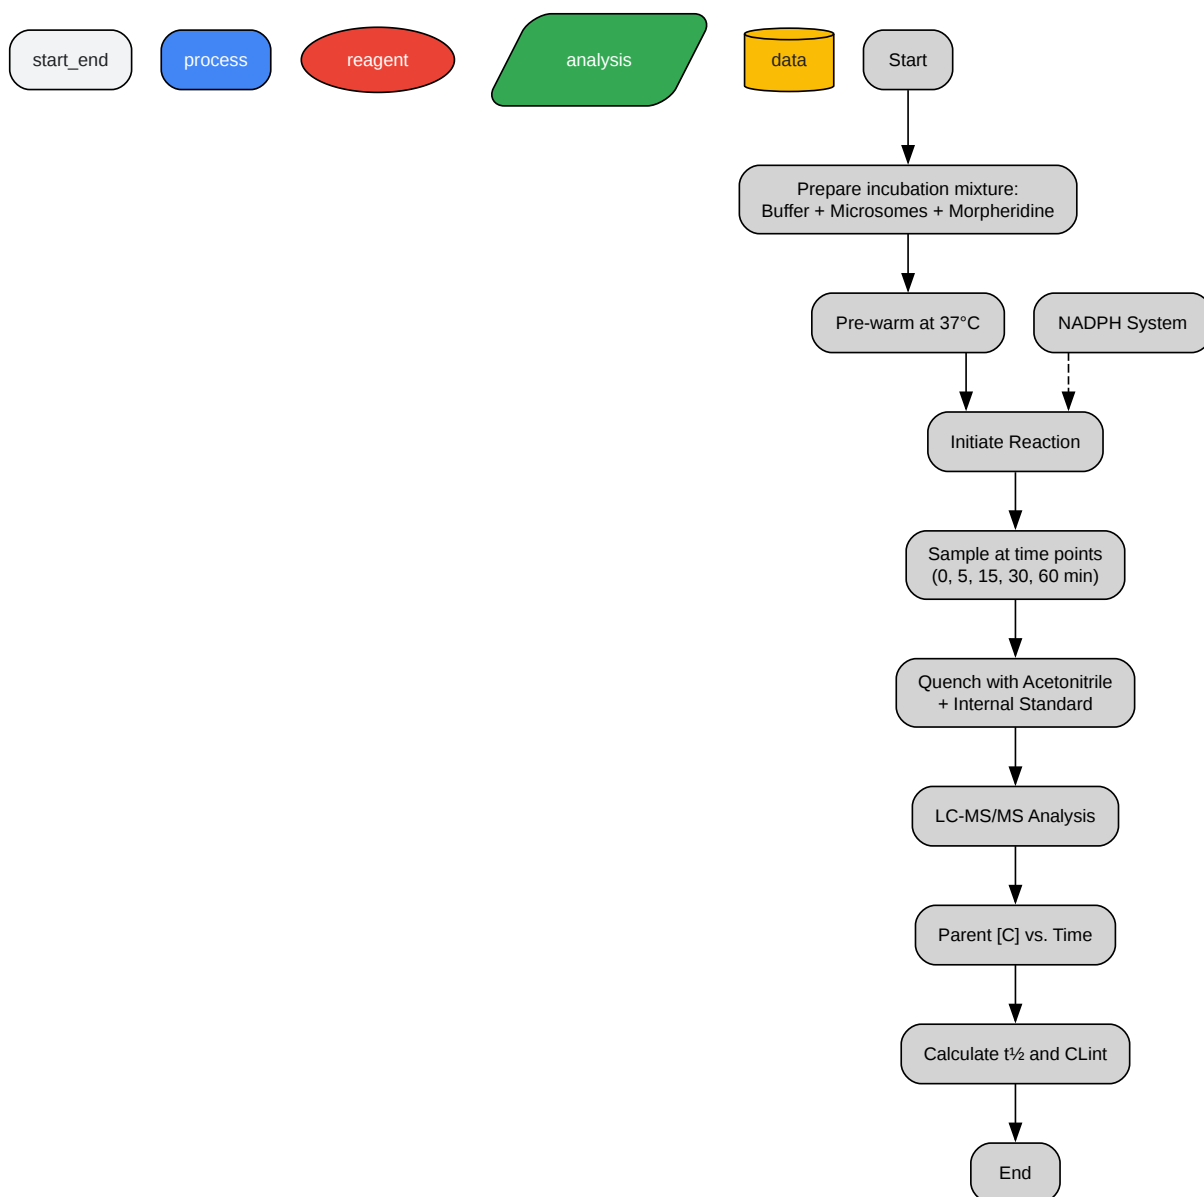 start_end
process
reagent
analysis
data
Start
Prepare incubation mixture:
Buffer + Microsomes + Morpheridine
Pre-warm at 37°C
NADPH System
Initiate Reaction
Sample at time points
(0, 5, 15, 30, 60 min)
Quench with Acetonitrile
+ Internal Standard
LC-MS/MS Analysis
Parent [C] vs. Time
Calculate t½ and CLint
End